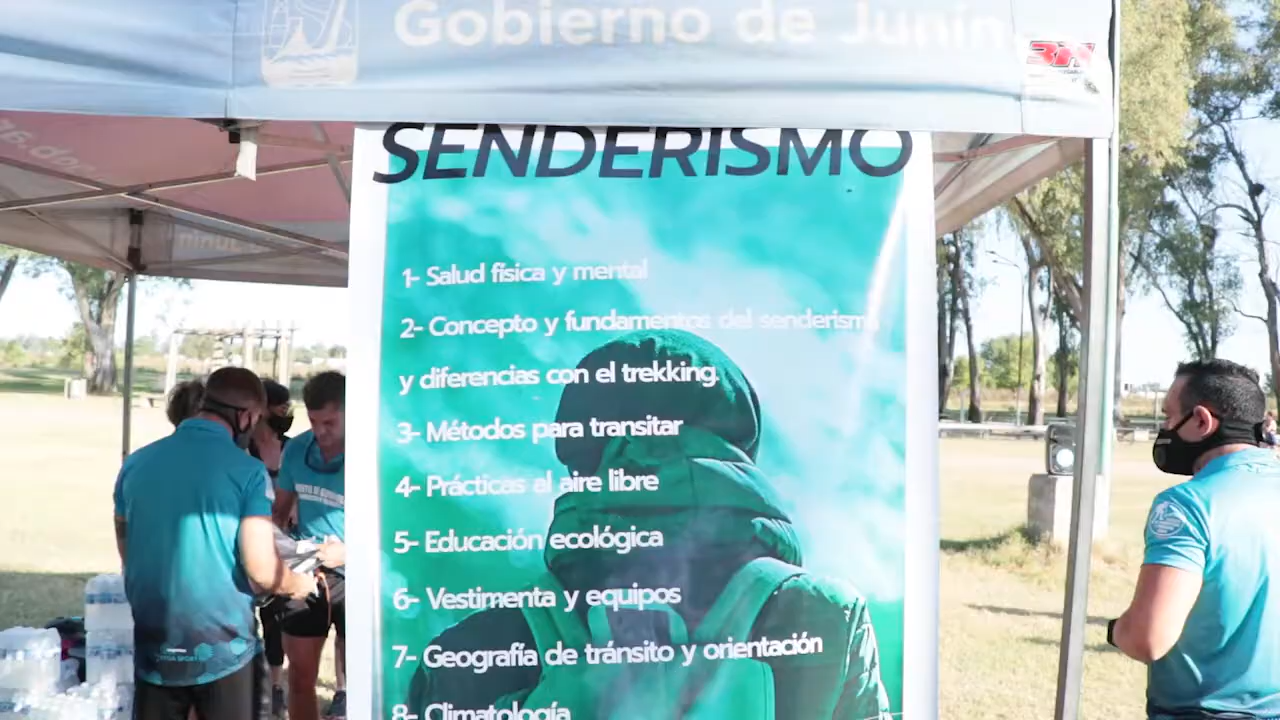 Gobierno de Junín
SENDERISMO
1- Salud física y mental
2- Concepto y fundamentos del senderismo
y diferencias con el trekking.
3- Métodos para transitar
4- Prácticas al aire libre
5- Educación ecológica
6- Vestimenta y equipos
7- Geografía de tránsito y orientación
8- Climatología